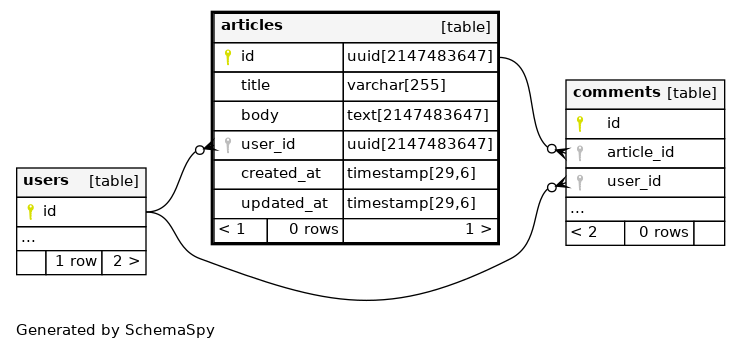 articles [table]
id uuid[2147483647]
title varchar[255]
body text[2147483647]
user_id uuid[2147483647]
created_at timestamp[29,6]
updated_at timestamp[29,6]
< 1 0 rows 1 >
comments [table]
id
article_id
user_id
...
< 2 0 rows
users [table]
id
...
1 row 2 >
Generated by SchemaSpy